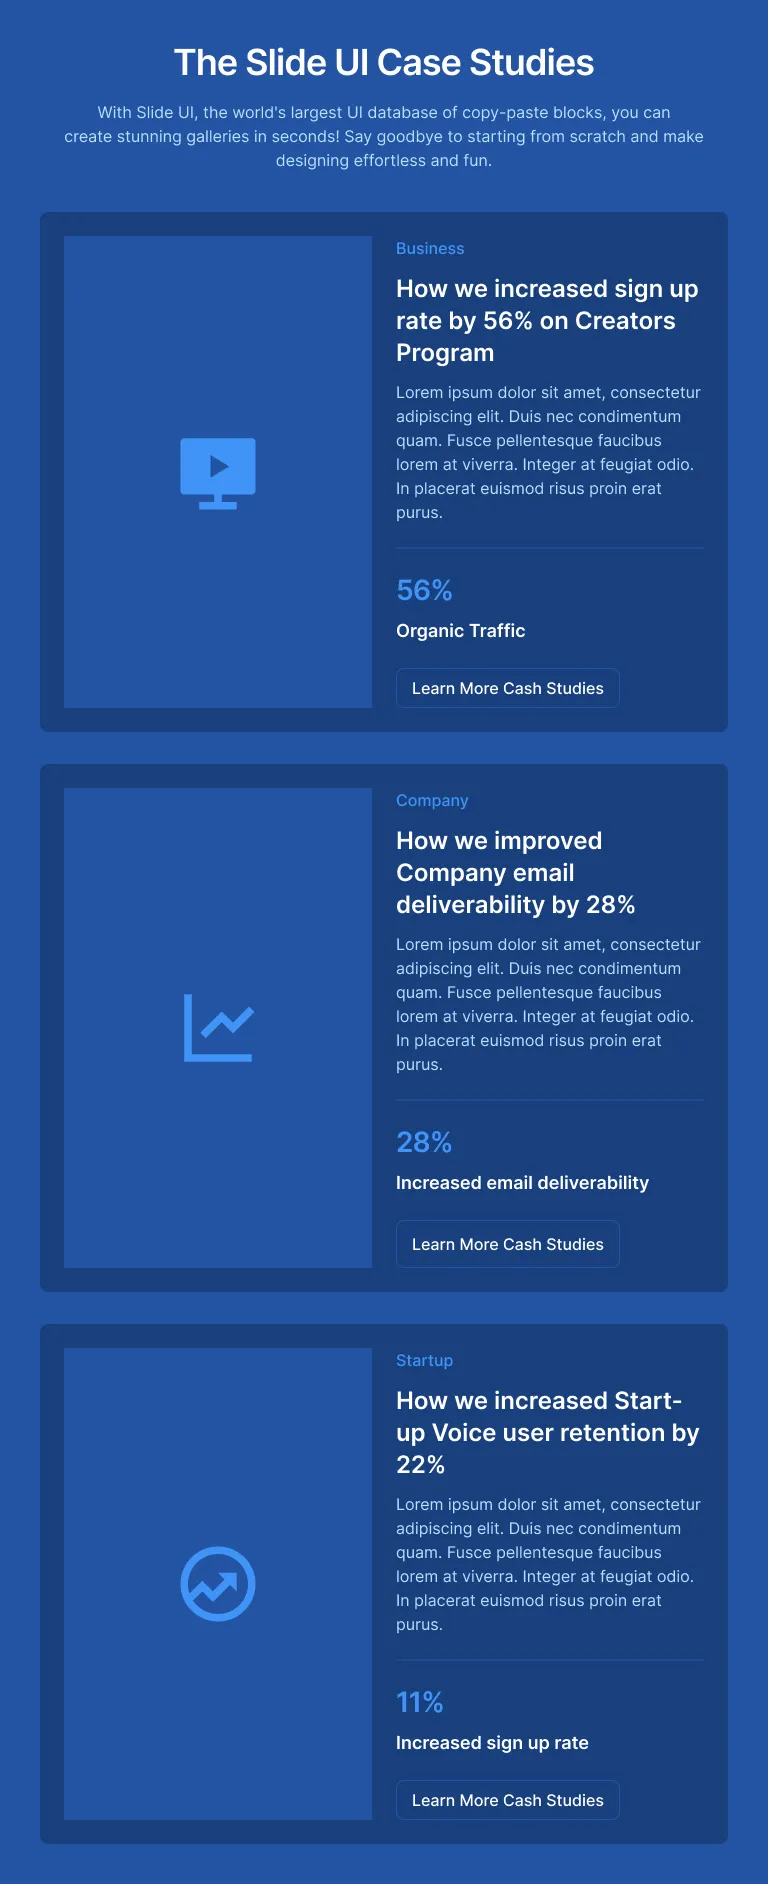 The Slide UI Case Studies
With Slide UI, the world's largest UI database of copy-paste blocks, you can
create stunning galleries in seconds! Say goodbye to starting from scratch and make
designing effortless and fun.
Business
How we increased sign up
rate by 56% on Creators
Program
Lorem ipsum dolor sit amet, consectetur
adipiscing elit. Duis nec condimentum
quam. Fusce pellentesque faucibus
lorem at viverra. Integer at feugiat odio.
In placerat euismod risus proin erat
purus.
56%
Organic Traffic
Learn More Cash Studies
Company
How we improved
Company email
deliverability by 28%
Lorem ipsum dolor sit amet, consectetur
adipiscing elit. Duis nec condimentum
quam. Fusce pellentesque faucibus
lorem at viverra. Integer at feugiat odio.
In placerat euismod risus proin erat
purus.
28%
Increased email deliverability
Learn More Cash Studies
Startup
How we increased Start-
up Voice user retention by
22%
Lorem ipsum dolor sit amet, consectetur
adipiscing elit. Duis nec condimentum
quam. Fusce pellentesque faucibus
lorem at viverra. Integer at feugiat odio.
In placerat euismod risus proin erat
purus.
11%
Increased sign up rate
Learn More Cash Studies